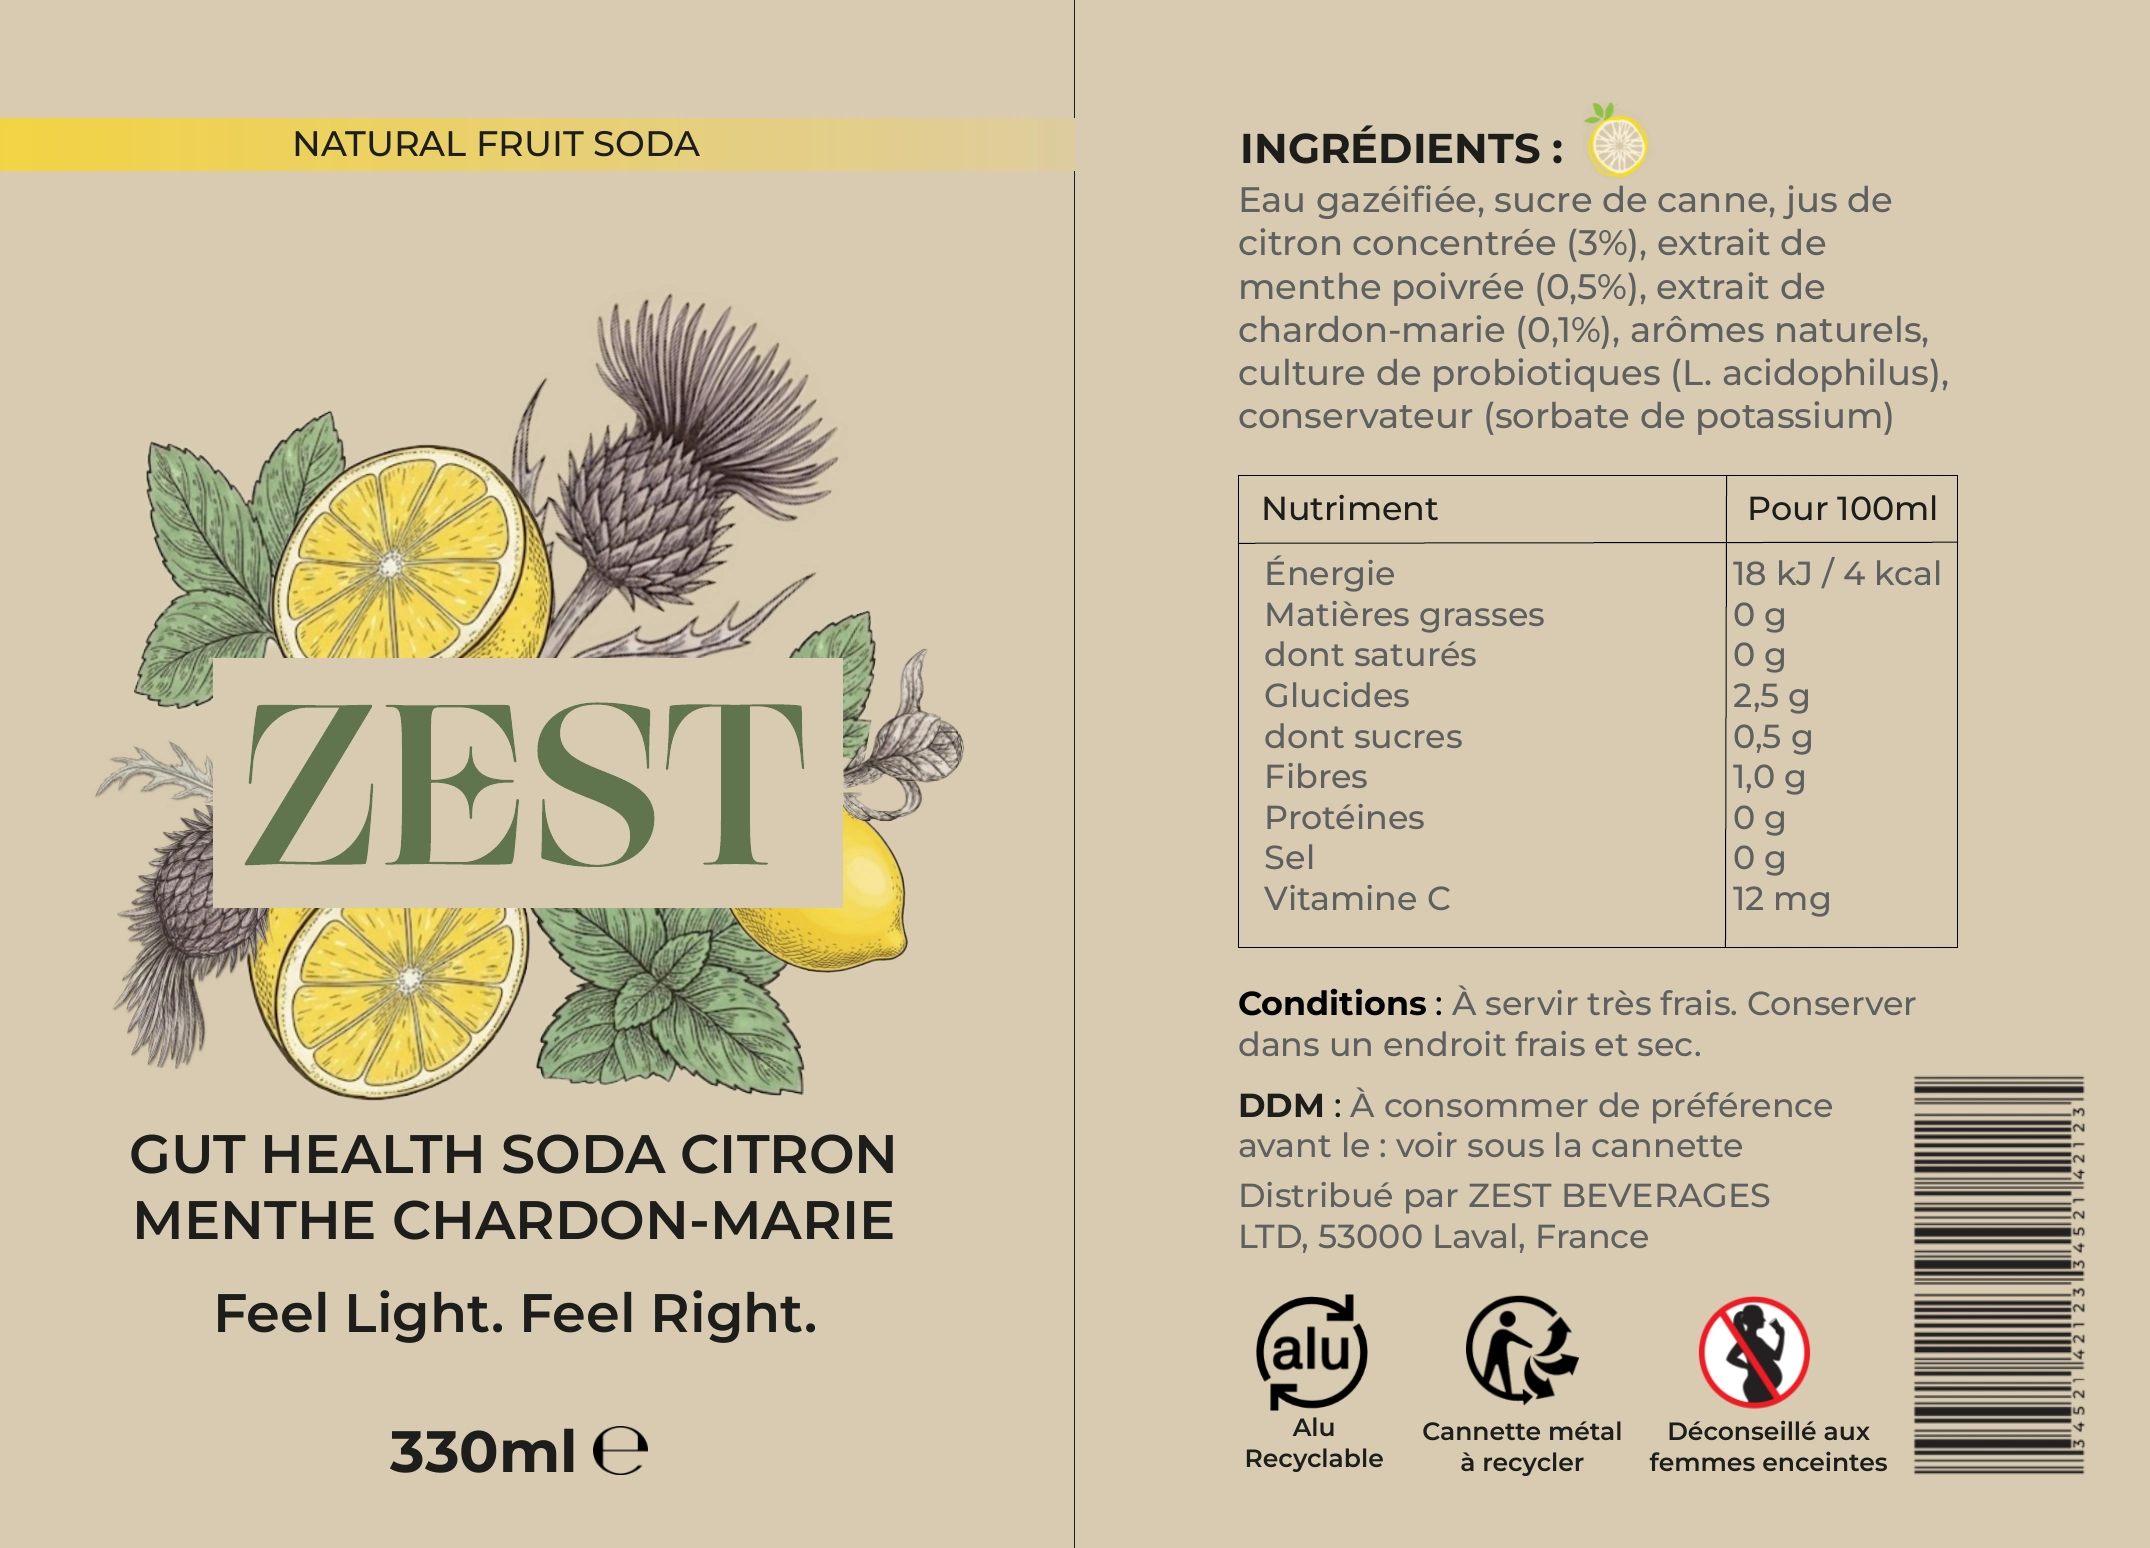 NATURAL FRUIT SODA
ZEST
GUT HEALTH SODA CITRON
MENTHE CHARDON-MARIE
Feel Light. Feel Right.
330ml ℮
INGRÉDIENTS :
Eau gazéifiée, sucre de canne, jus de
citron concentrée (3%), extrait de
menthe poivrée (0,5%), extrait de
chardon-marie (0,1%), arômes naturels,
culture de probiotiques (L. acidophilus),
conservateur (sorbate de potassium)
Nutriment Pour 100ml
Énergie 18 kJ / 4 kcal
Matières grasses 0 g
dont saturés 0 g
Glucides 2,5 g
dont sucres 0,5 g
Fibres 1,0 g
Protéines 0 g
Sel 0 g
Vitamine C 12 mg
Conditions : À servir très frais. Conserver
dans un endroit frais et sec.
DDM : À consommer de préférence
avant le : voir sous la cannette
Distribué par ZEST BEVERAGES
LTD, 53000 Laval, France
alu
Alu
Recyclable
Cannette métal
à recycler
Déconseillé aux
femmes enceintes
34521 42123 34521 42123